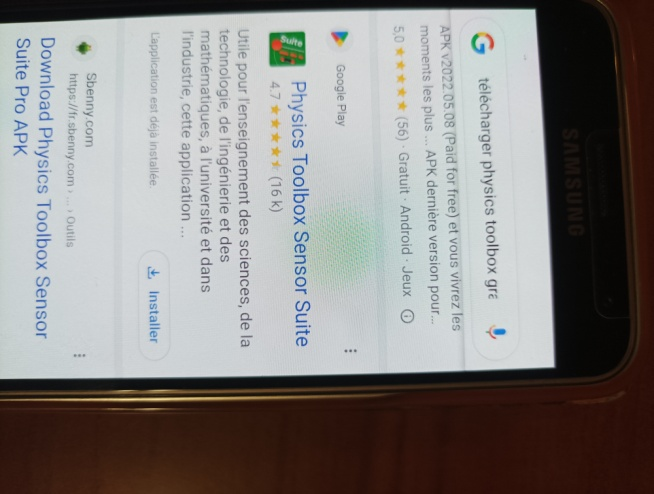 SAMSUNG
télécharger physics toolbox gra
APK v2022.05.08 (Paid for free) et vous vivrez les
moments les plus ... APK dernière version pour...
5,0 ★★★★★ (56) · Gratuit · Android · Jeux
Google Play
Suite
Physics Toolbox Sensor Suite
4,7 ★★★★★ (16 k)
Utile pour l'enseignement des sciences, de la
technologie, de l'ingénierie et des
mathématiques, à l'université et dans
l'industrie, cette application ...
L'application est déjà installée.
Installer
Sbenny.com
https://fr.sbenny.com › ... › Outils
Download Physics Toolbox Sensor
Suite Pro APK